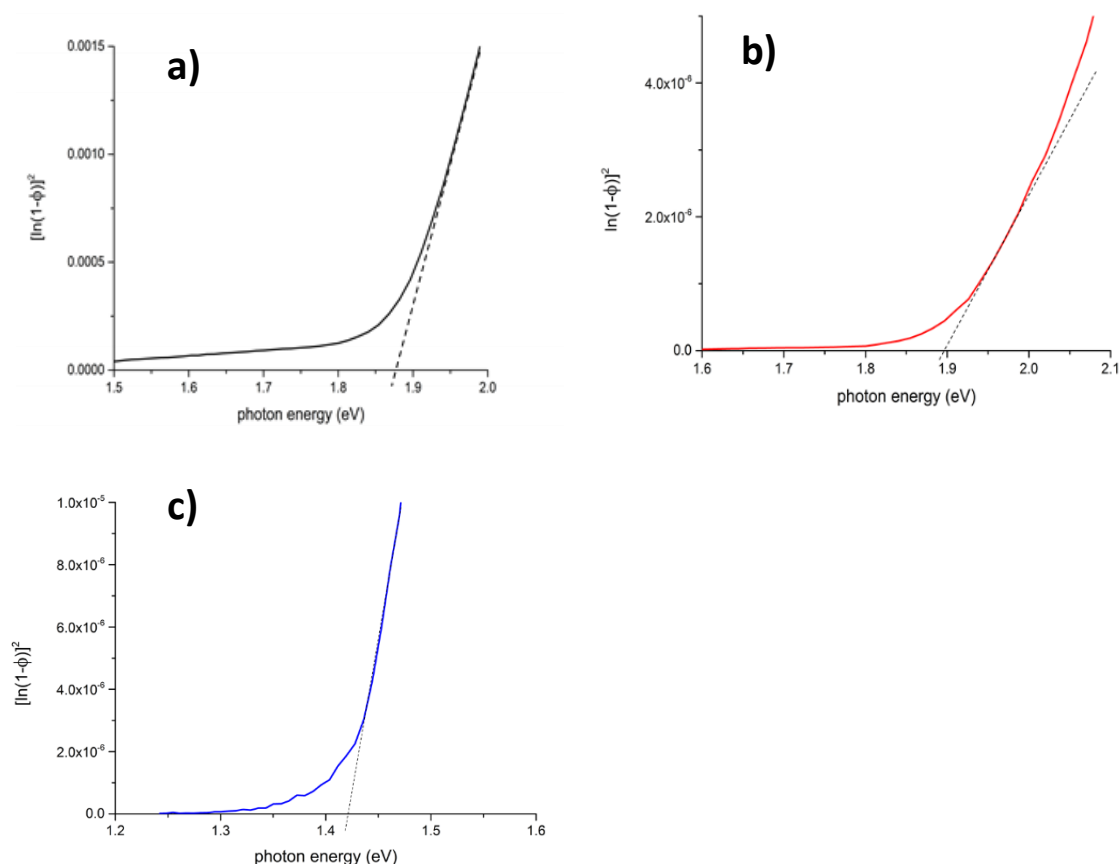 a)
0.0015
0.0010
0.0005
0.0000
[ln(1-ϕ)]²
1.5 1.6 1.7 1.8 1.9 2.0
photon energy (eV)
b)
4.0x10⁻⁶
2.0x10⁻⁶
0.0
ln(1-ϕ)]²
1.6 1.7 1.8 1.9 2.0 2.1
photon energy (eV)
c)
1.0x10⁻⁵
8.0x10⁻⁶
6.0x10⁻⁶
4.0x10⁻⁶
2.0x10⁻⁶
0.0
[ln(1-ϕ)]²
1.2 1.3 1.4 1.5 1.6
photon energy (eV)